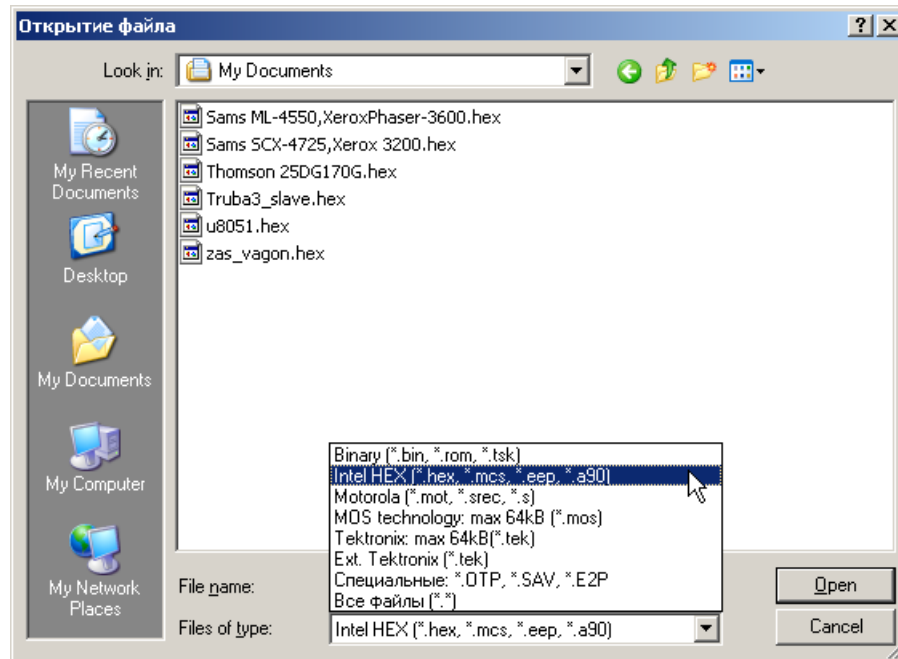 Открытие файла
Look in:
My Documents
My Recent
Documents
Desktop
My Documents
My Computer
My Network
Places
Sams ML-4550,XeroxPhaser-3600.hex
Sams SCX-4725,Xerox 3200.hex
Thomson 25DG170G.hex
Truba3_slave.hex
u8051.hex
zas_vagon.hex
Binary (*.bin, *.rom, *.tsk)
Intel HEX (*.hex, *.mcs, *.eep, *.a90)
Motorola (*.mot, *.srec, *.s)
MOS technology: max 64kB (*.mos)
Tektronix: max 64kB(*.tek)
Ext. Tektronix (*.tek)
Специальные: *.OTP, *.SAV, *.E2P
Все файлы (*.*)
File name:
Open
Files of type:
Intel HEX (*.hex, *.mcs, *.eep, *.a90)
Cancel